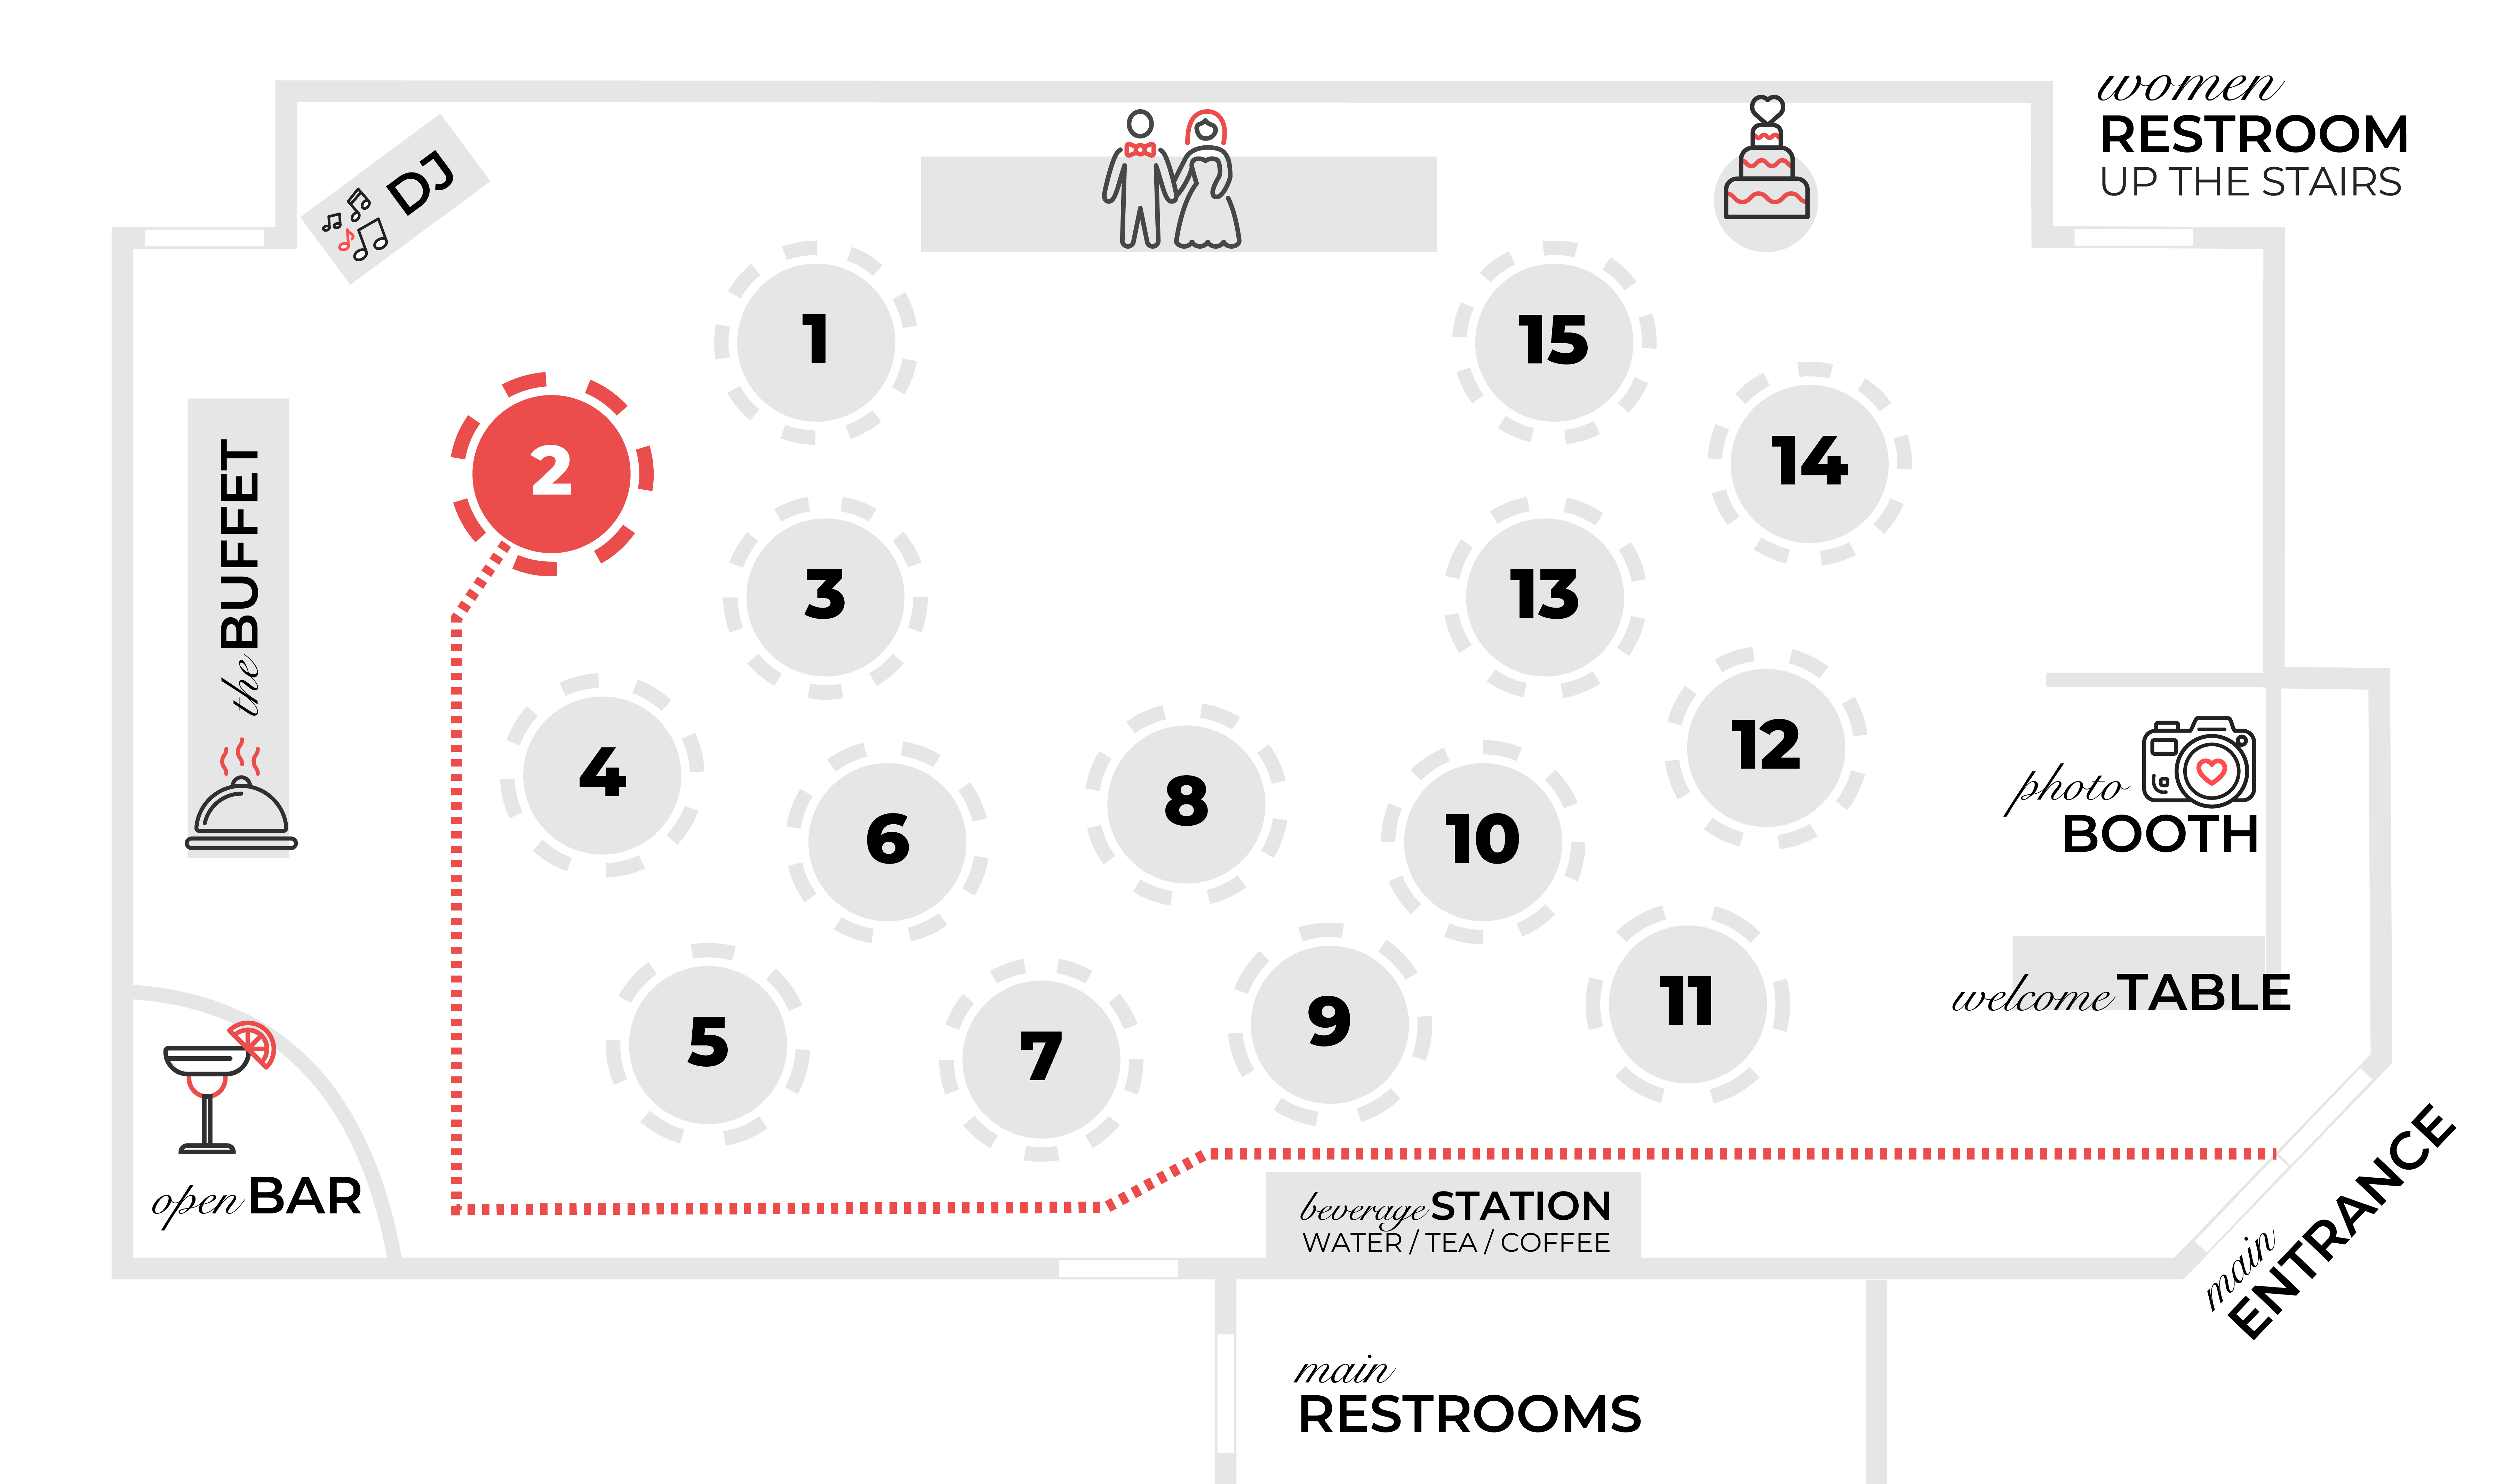 women
RESTROOM
UP THE STAIRS
DJ
1
15
2
14
3
13
the BUFFET
4
12
8
6
10
photo
BOOTH
welcome TABLE
11
9
5
7
open BAR
beverage STATION
WATER / TEA / COFFEE
main
ENTRANCE
main
RESTROOMS